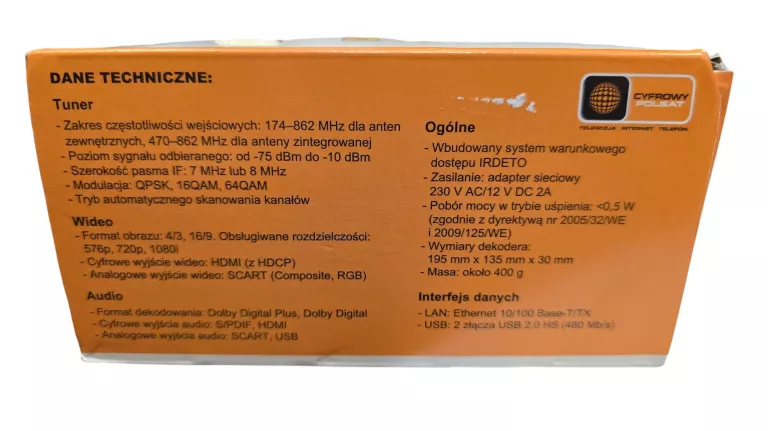 DANE TECHNICZNE:
Tuner
- Zakres częstotliwości wejściowych: 174–862 MHz dla anten
zewnętrznych, 470–862 MHz dla anteny zintegrowanej
- Poziom sygnału odbieranego: od -75 dBm do -10 dBm
- Szerokość pasma IF: 7 MHz lub 8 MHz
- Modulacja: QPSK, 16QAM, 64QAM
- Tryb automatycznego skanowania kanałów
Wideo
- Format obrazu: 4/3, 16/9. Obsługiwane rozdzielczości:
576p, 720p, 1080i
- Cyfrowe wyjście wideo: HDMI (z HDCP)
- Analogowe wyjście wideo: SCART (Composite, RGB)
Audio
- Format dekodowania: Dolby Digital Plus, Dolby Digital
- Cyfrowe wyjścia audio: S/PDIF, HDMI
- Analogowe wyjścia audio: SCART, USB
CYFROWY
POLSAT
TELEWIZJA INTERNET TELEFON
Ogólne
- Wbudowany system warunkowego
dostępu IRDETO
- Zasilanie: adapter sieciowy
230 V AC/12 V DC 2A
- Pobór mocy w trybie uśpienia: <0,5 W
(zgodnie z dyrektywą nr 2005/32/WE
i 2009/125/WE)
- Wymiary dekodera:
195 mm x 135 mm x 30 mm
- Masa: około 400 g
Interfejs danych
- LAN: Ethernet 10/100 Base-T/TX
- USB: 2 złącza USB 2.0 HS (480 Mb/s)